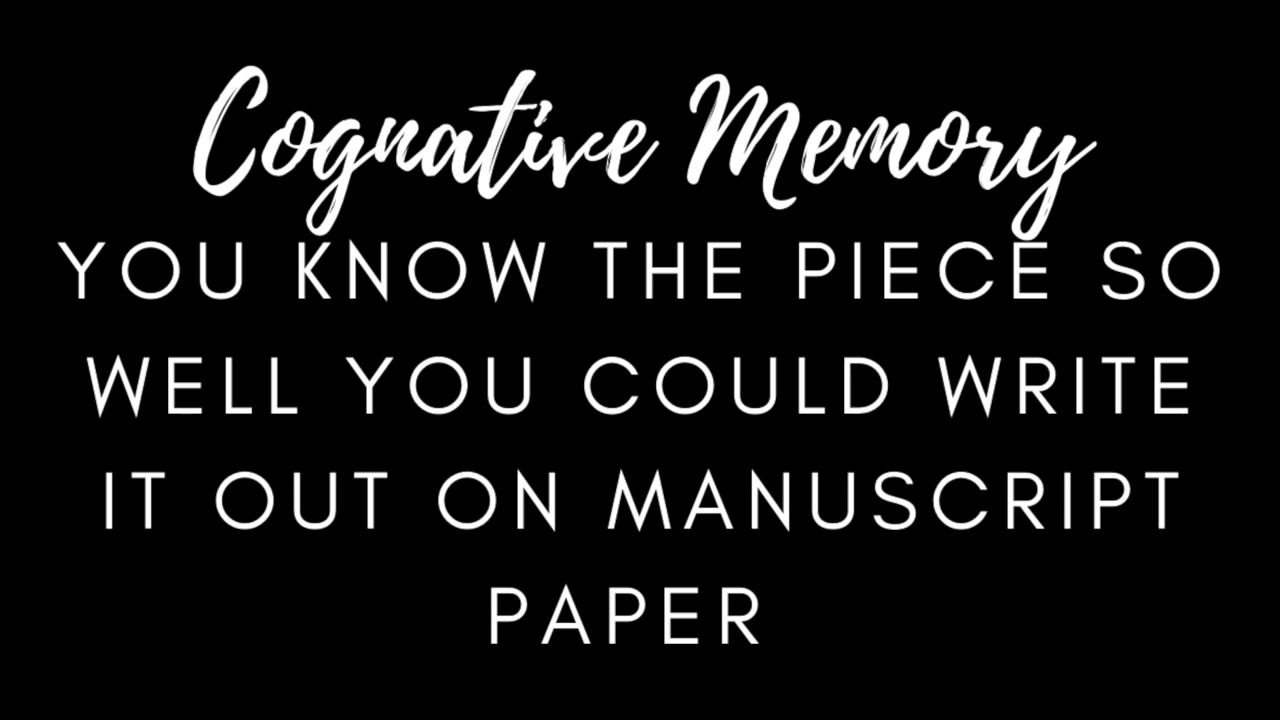 Cognative Memory
YOU KNOW THE PIECE SO
WELL YOU COULD WRITE
IT OUT ON MANUSCRIPT
PAPER